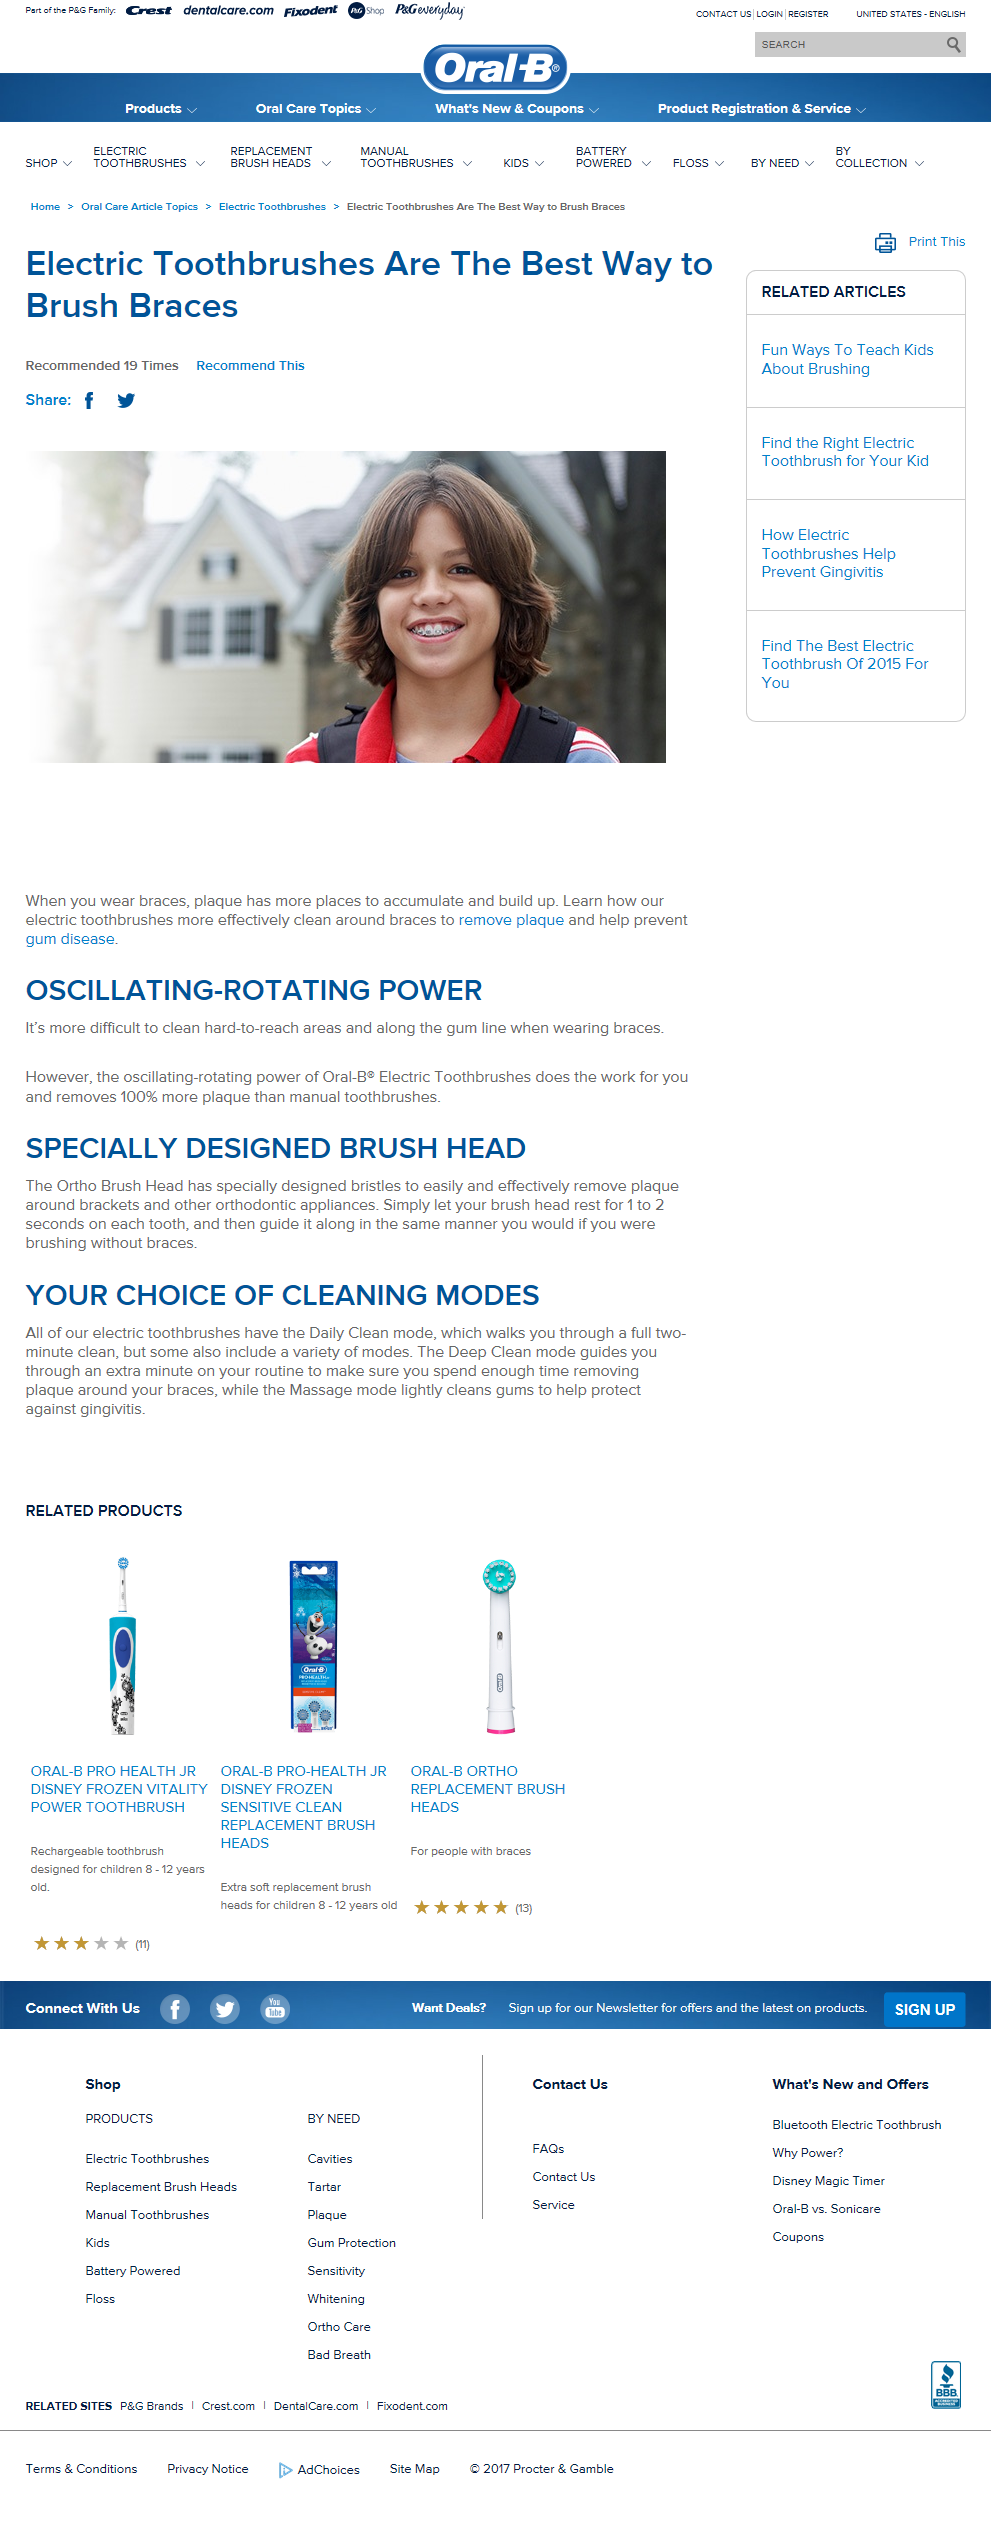 Part of the P&G Family: Crest dentalcare.com Fixodent P&G Shop P&G everyday
CONTACT US | LOGIN | REGISTER UNITED STATES - ENGLISH
SEARCH
Oral-B®
Products Oral Care Topics What's New & Coupons Product Registration & Service
SHOP ELECTRIC TOOTHBRUSHES REPLACEMENT BRUSH HEADS MANUAL TOOTHBRUSHES KIDS BATTERY POWERED FLOSS BY NEED BY COLLECTION
Home > Oral Care Article Topics > Electric Toothbrushes > Electric Toothbrushes Are The Best Way to Brush Braces
Print This
Electric Toothbrushes Are The Best Way to
Brush Braces
Recommended 19 Times Recommend This
Share:
RELATED ARTICLES
Fun Ways To Teach Kids
About Brushing
Find the Right Electric
Toothbrush for Your Kid
How Electric
Toothbrushes Help
Prevent Gingivitis
Find The Best Electric
Toothbrush Of 2015 For
You
When you wear braces, plaque has more places to accumulate and build up. Learn how our
electric toothbrushes more effectively clean around braces to remove plaque and help prevent
gum disease.
OSCILLATING-ROTATING POWER
It's more difficult to clean hard-to-reach areas and along the gum line when wearing braces.
However, the oscillating-rotating power of Oral-B® Electric Toothbrushes does the work for you
and removes 100% more plaque than manual toothbrushes.
SPECIALLY DESIGNED BRUSH HEAD
The Ortho Brush Head has specially designed bristles to easily and effectively remove plaque
around brackets and other orthodontic appliances. Simply let your brush head rest for 1 to 2
seconds on each tooth, and then guide it along in the same manner you would if you were
brushing without braces.
YOUR CHOICE OF CLEANING MODES
All of our electric toothbrushes have the Daily Clean mode, which walks you through a full two-
minute clean, but some also include a variety of modes. The Deep Clean mode guides you
through an extra minute on your routine to make sure you spend enough time removing
plaque around your braces, while the Massage mode lightly cleans gums to help protect
against gingivitis.
RELATED PRODUCTS
Oral-B
PRO-HEALTH
Oral-B
ORAL-B PRO HEALTH JR
DISNEY FROZEN VITALITY
POWER TOOTHBRUSH
Rechargeable toothbrush
designed for children 8 - 12 years
old.
(11)
ORAL-B PRO-HEALTH JR
DISNEY FROZEN
SENSITIVE CLEAN
REPLACEMENT BRUSH
HEADS
Extra soft replacement brush
heads for children 8 - 12 years old
ORAL-B ORTHO
REPLACEMENT BRUSH
HEADS
For people with braces
(13)
Connect With Us You Tube Want Deals? Sign up for our Newsletter for offers and the latest on products. SIGN UP
Shop
PRODUCTS
Electric Toothbrushes
Replacement Brush Heads
Manual Toothbrushes
Kids
Battery Powered
Floss
BY NEED
Cavities
Tartar
Plaque
Gum Protection
Sensitivity
Whitening
Ortho Care
Bad Breath
Contact Us
FAQs
Contact Us
Service
What's New and Offers
Bluetooth Electric Toothbrush
Why Power?
Disney Magic Timer
Oral-B vs. Sonicare
Coupons
BBB
ACCREDITED
BUSINESS
RELATED SITES P&G Brands | Crest.com | DentalCare.com | Fixodent.com
Terms & Conditions Privacy Notice AdChoices Site Map © 2017 Procter & Gamble